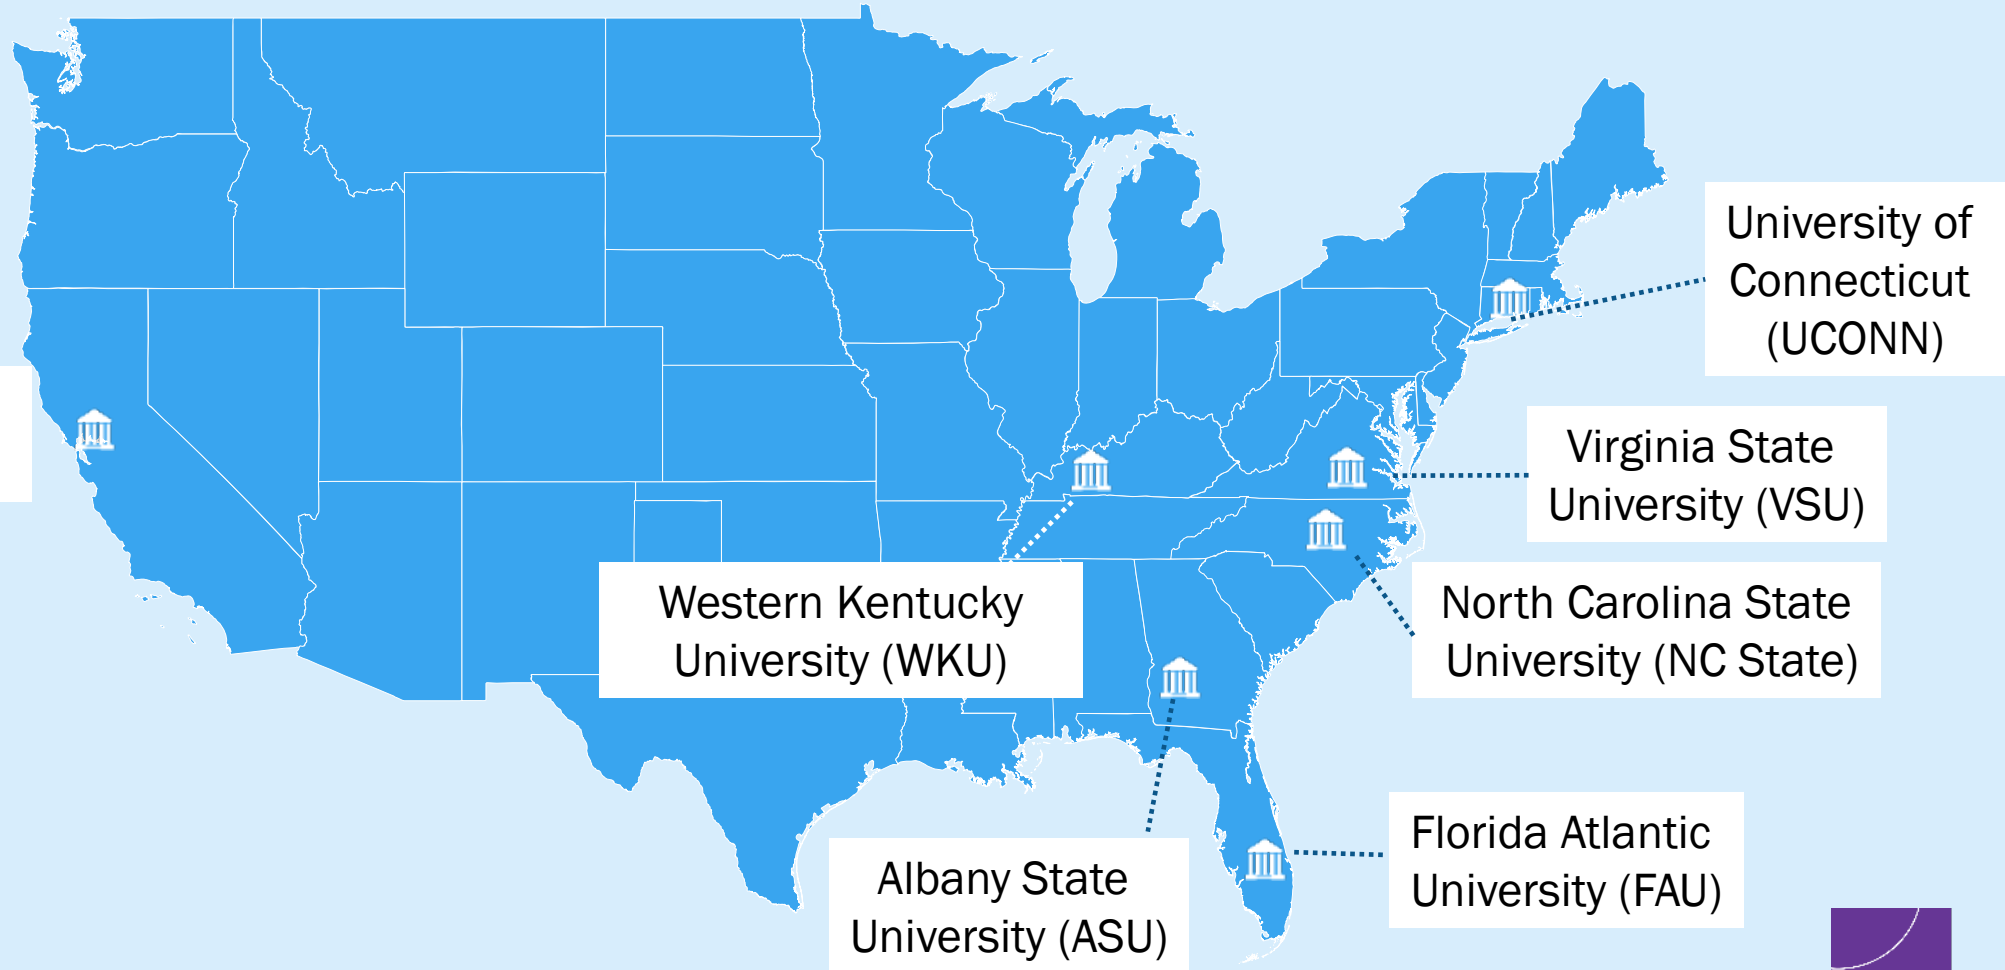 University of
Connecticut
(UCONN)
Virginia State
University (VSU)
Western Kentucky
University (WKU)
North Carolina State
University (NC State)
Florida Atlantic
University (FAU)
Albany State
University (ASU)